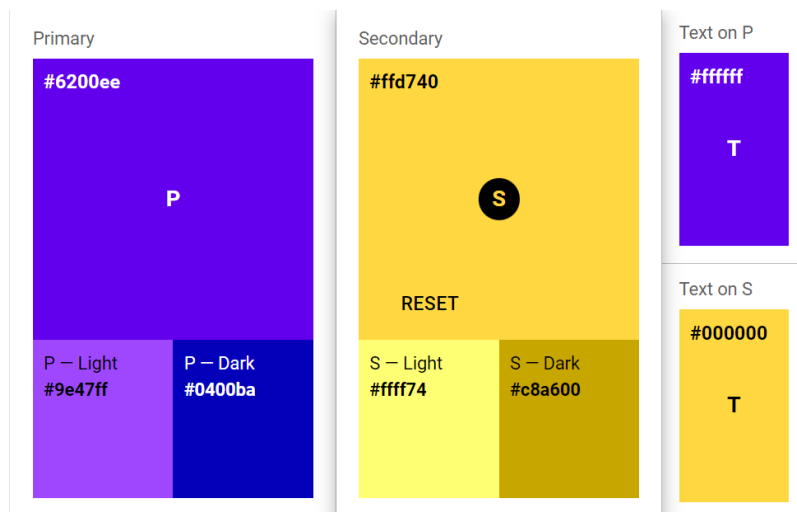 Primary
#6200ee
P
P — Light
#9e47ff
P — Dark
#0400ba
Secondary
#ffd740
S
RESET
S — Light
#ffff74
S — Dark
#c8a600
Text on P
#ffffff
T
Text on S
#000000
T